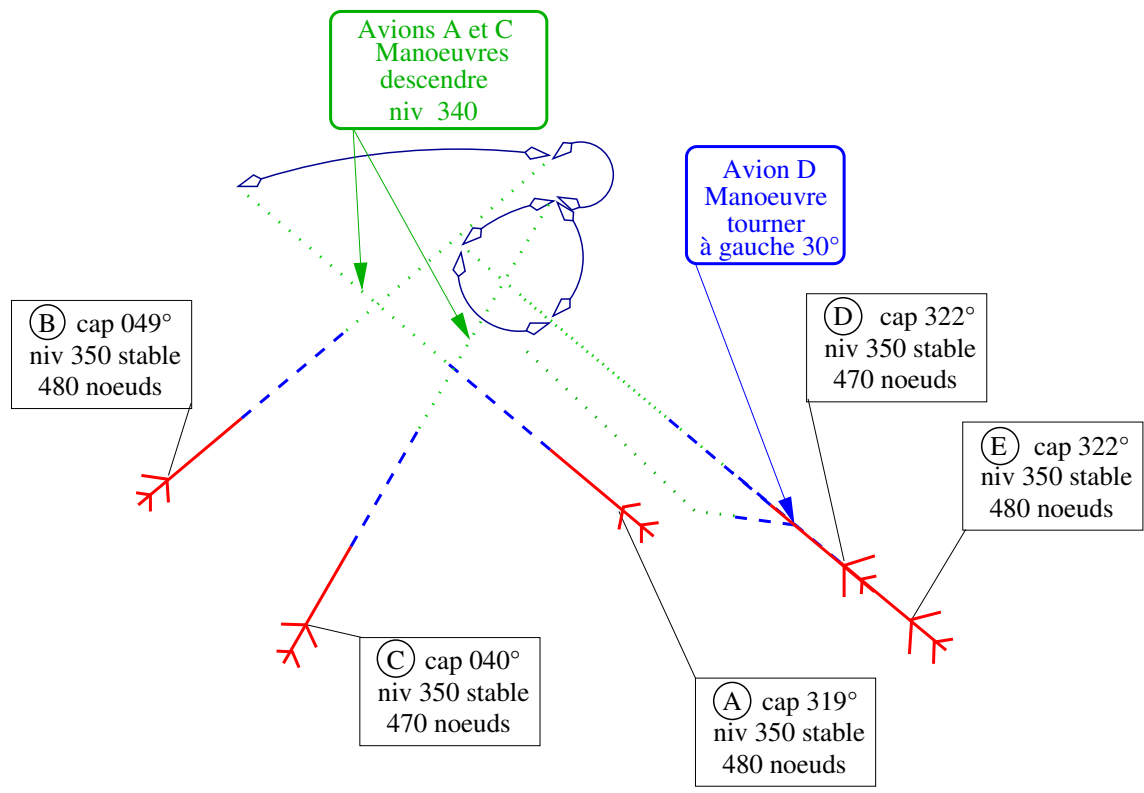 Avions A et C
Manoeuvres
descendre
niv 340
Avion D
Manoeuvre
tourner
à gauche 30°
B cap 049°
niv 350 stable
480 noeuds
D cap 322°
niv 350 stable
470 noeuds
E cap 322°
niv 350 stable
480 noeuds
C cap 040°
niv 350 stable
470 noeuds
A cap 319°
niv 350 stable
480 noeuds